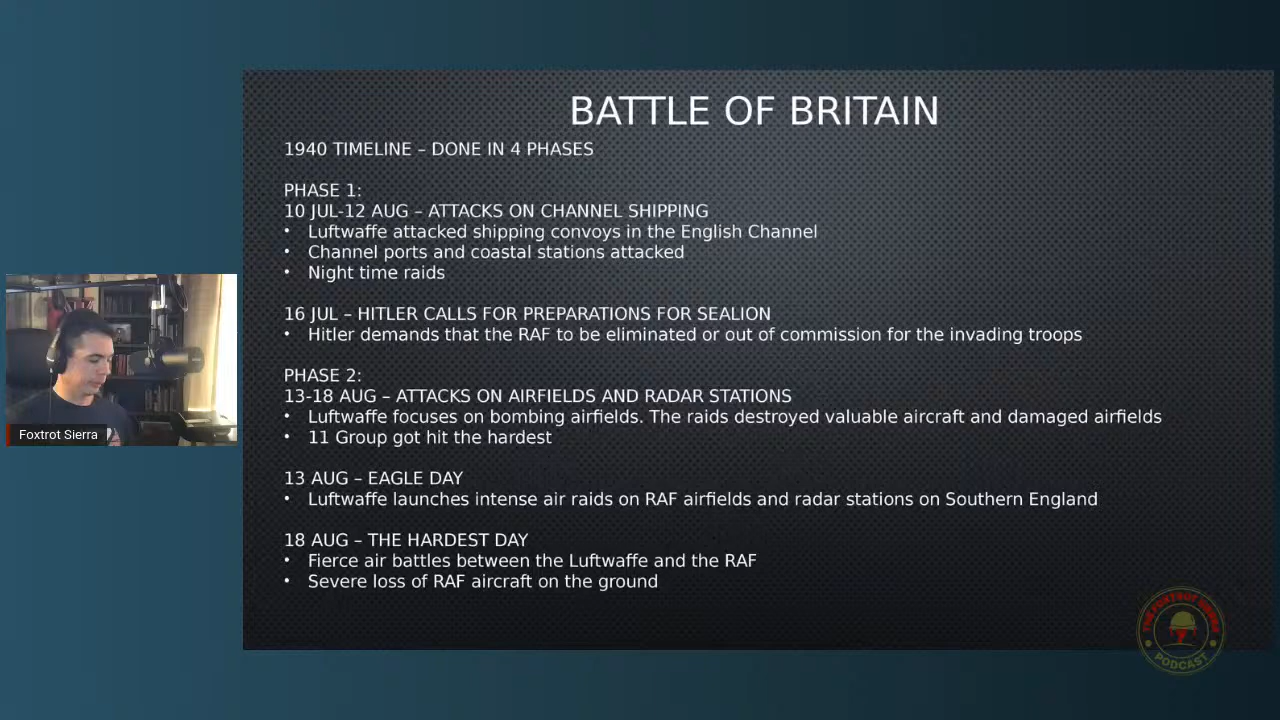 BATTLE OF BRITAIN
1940 TIMELINE – DONE IN 4 PHASES
PHASE 1:
10 JUL-12 AUG – ATTACKS ON CHANNEL SHIPPING
• Luftwaffe attacked shipping convoys in the English Channel
• Channel ports and coastal stations attacked
• Night time raids
16 JUL – HITLER CALLS FOR PREPARATIONS FOR SEALION
• Hitler demands that the RAF to be eliminated or out of commission for the invading troops
PHASE 2:
13-18 AUG – ATTACKS ON AIRFIELDS AND RADAR STATIONS
• Luftwaffe focuses on bombing airfields. The raids destroyed valuable aircraft and damaged airfields
• 11 Group got hit the hardest
13 AUG – EAGLE DAY
• Luftwaffe launches intense air raids on RAF airfields and radar stations on Southern England
18 AUG – THE HARDEST DAY
• Fierce air battles between the Luftwaffe and the RAF
• Severe loss of RAF aircraft on the ground
Foxtrot Sierra
THE FOXTROT SIERRA
PODCAST